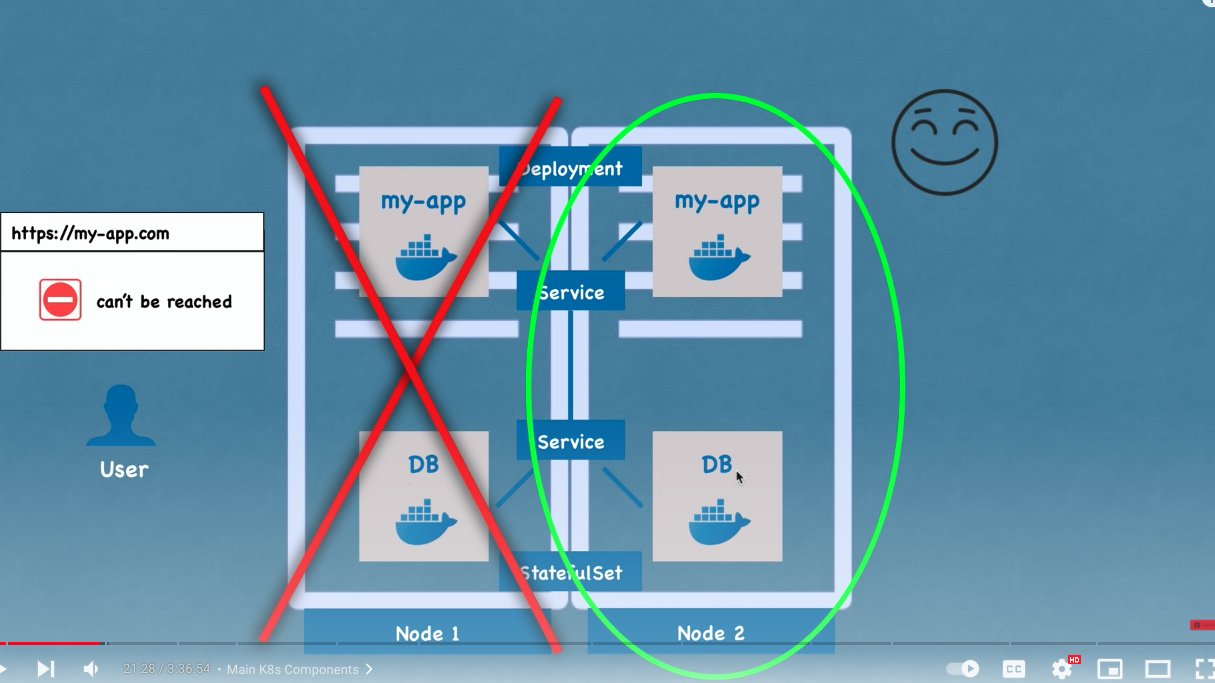 Deployment
my-app
my-app
https://my-app.com
can't be reached
Service
Service
User
DB
DB
StatefulSet
Node 1
Node 2
21:28 / 3:36:54 • Main K8s Components
CC
HD